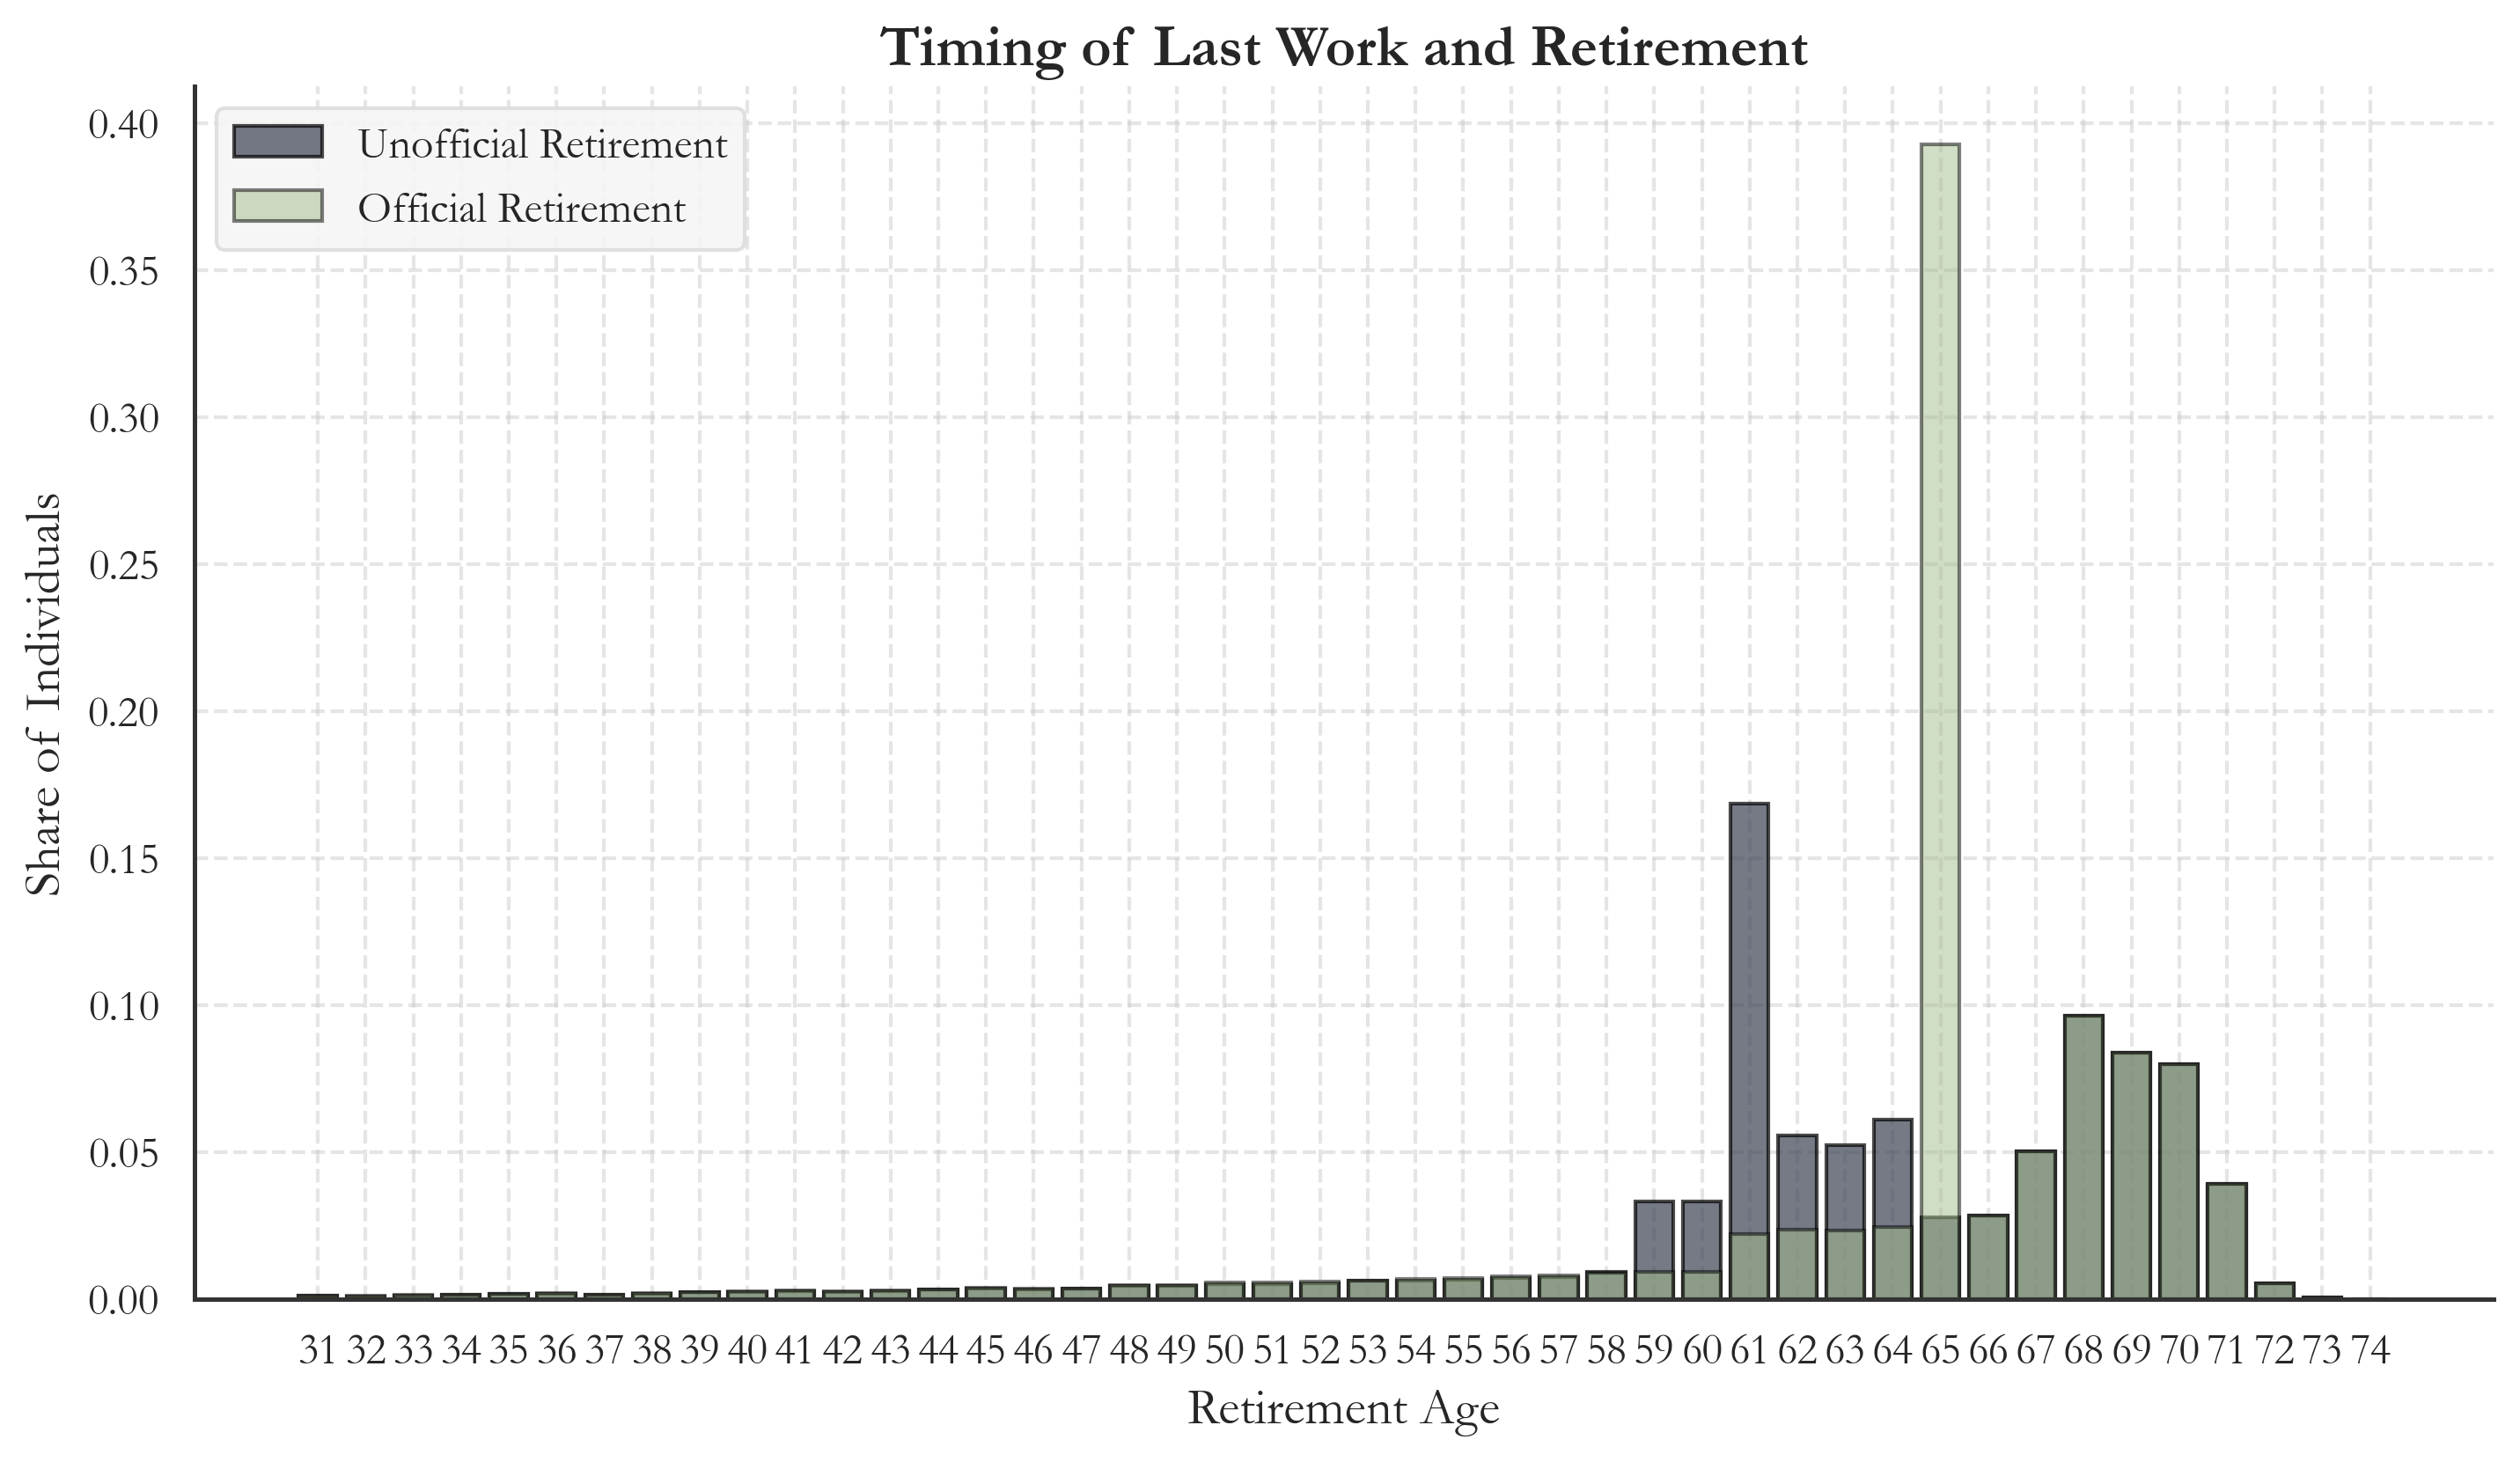 Timing of Last Work and Retirement
Unofficial Retirement
Official Retirement
0.40
0.35
0.30
0.25
0.20
0.15
0.10
0.05
0.00
Share of Individuals
31 32 33 34 35 36 37 38 39 40 41 42 43 44 45 46 47 48 49 50 51 52 53 54 55 56 57 58 59 60 61 62 63 64 65 66 67 68 69 70 71 72 73 74
Retirement Age